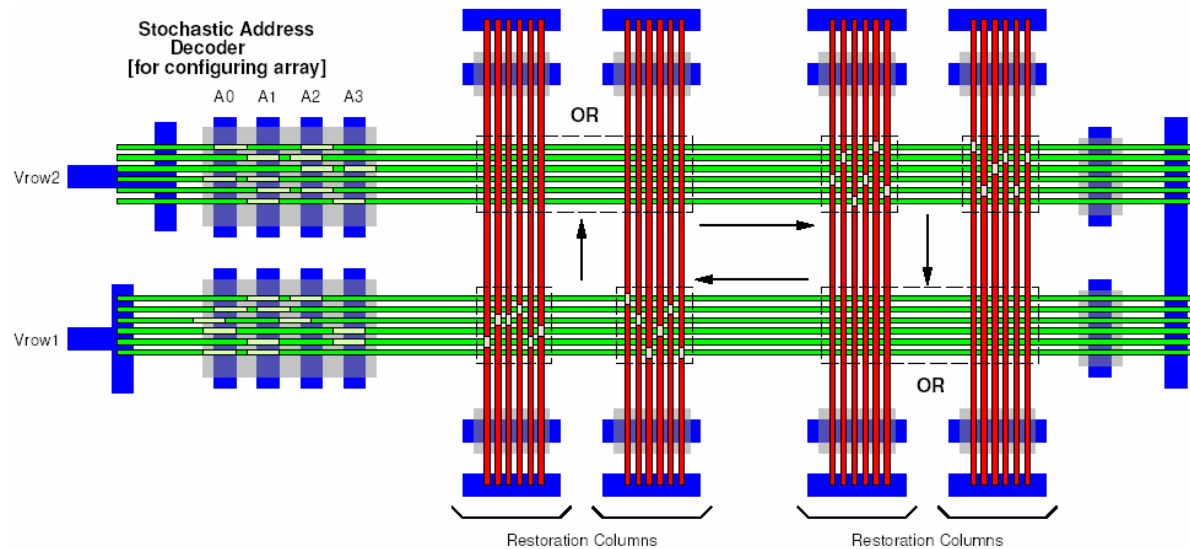 Stochastic Address
Decoder
[for configuring array]
A0 A1 A2 A3
OR
Vrow2
Vrow1
OR
Restoration Columns
Restoration Columns